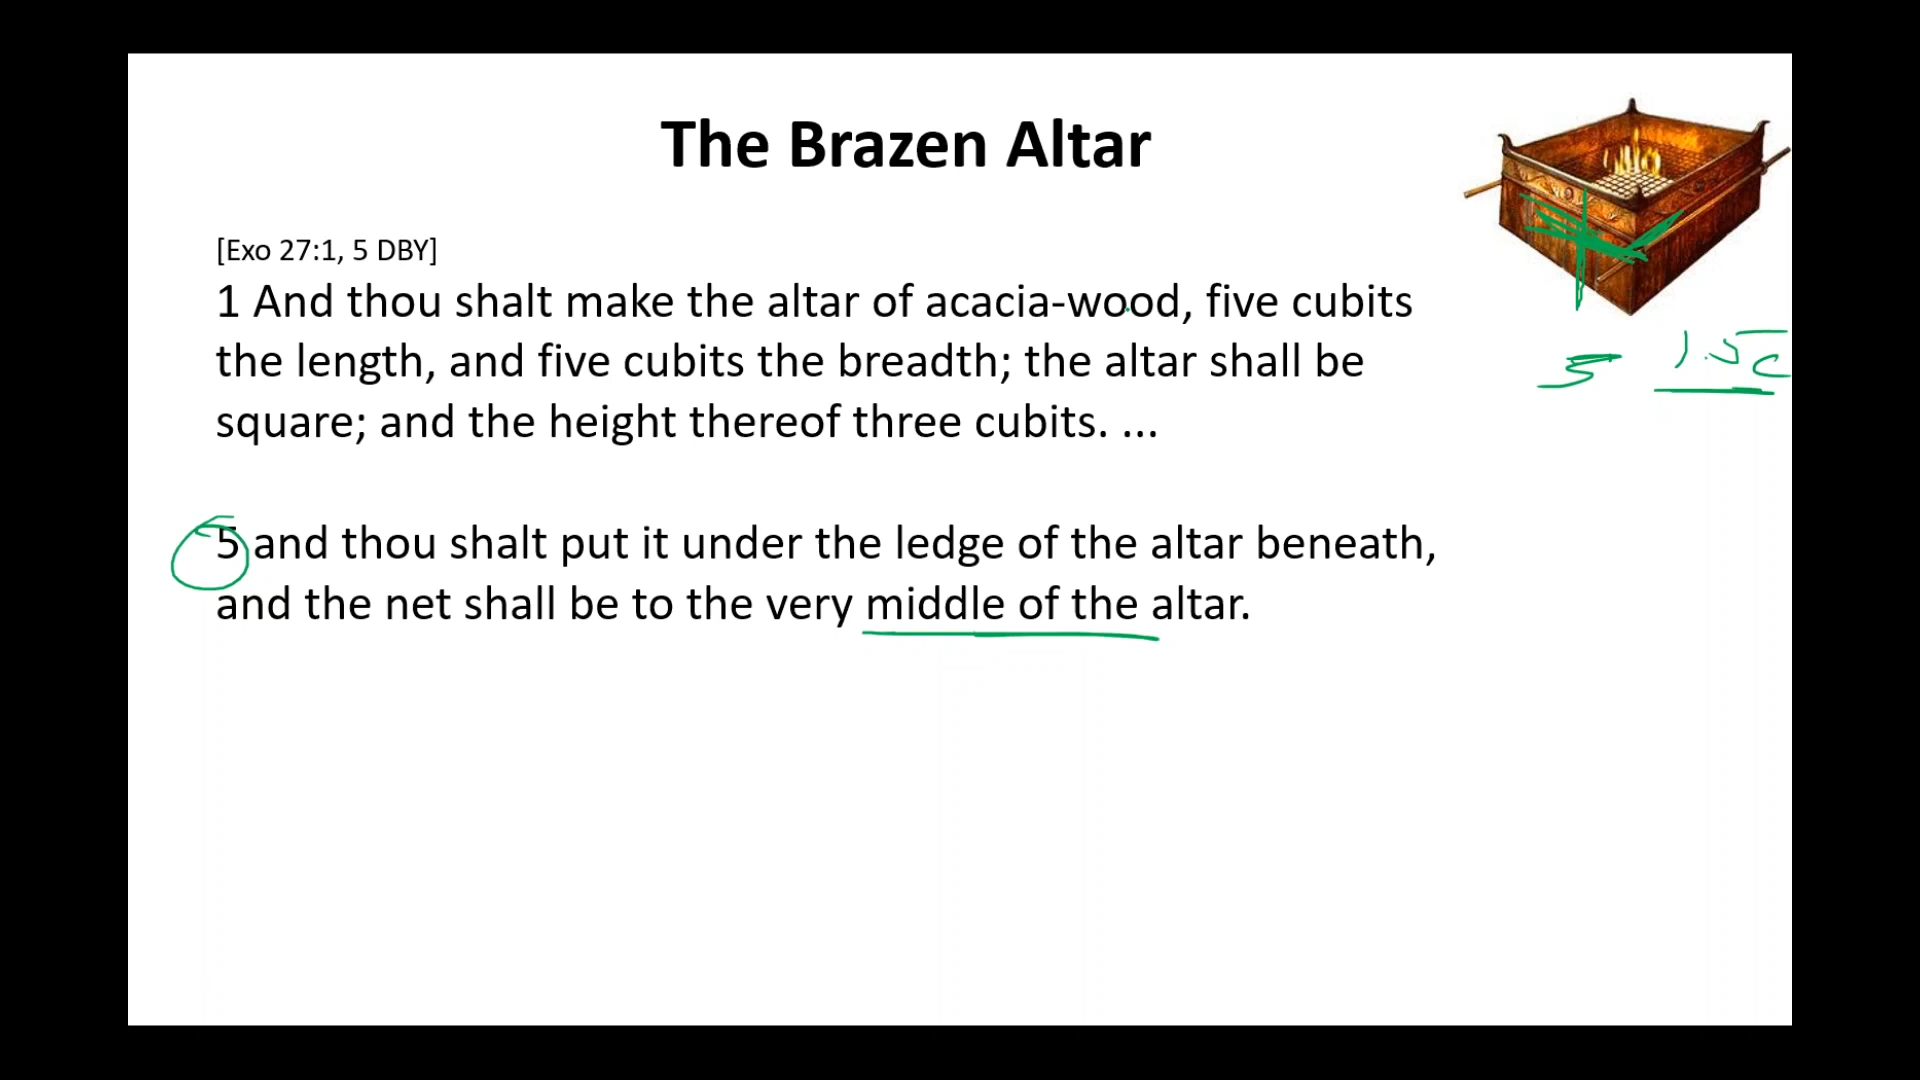 The Brazen Altar
[Exo 27:1, 5 DBY]
1 And thou shalt make the altar of acacia-wood, five cubits
the length, and five cubits the breadth; the altar shall be
square; and the height thereof three cubits. ...
1.5c
5 and thou shalt put it under the ledge of the altar beneath,
and the net shall be to the very middle of the altar.